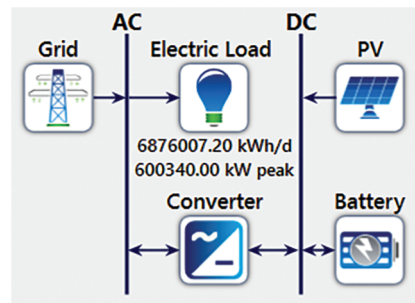 AC DC
Grid Electric Load PV
6876007.20 kWh/d
600340.00 kW peak
Converter Battery